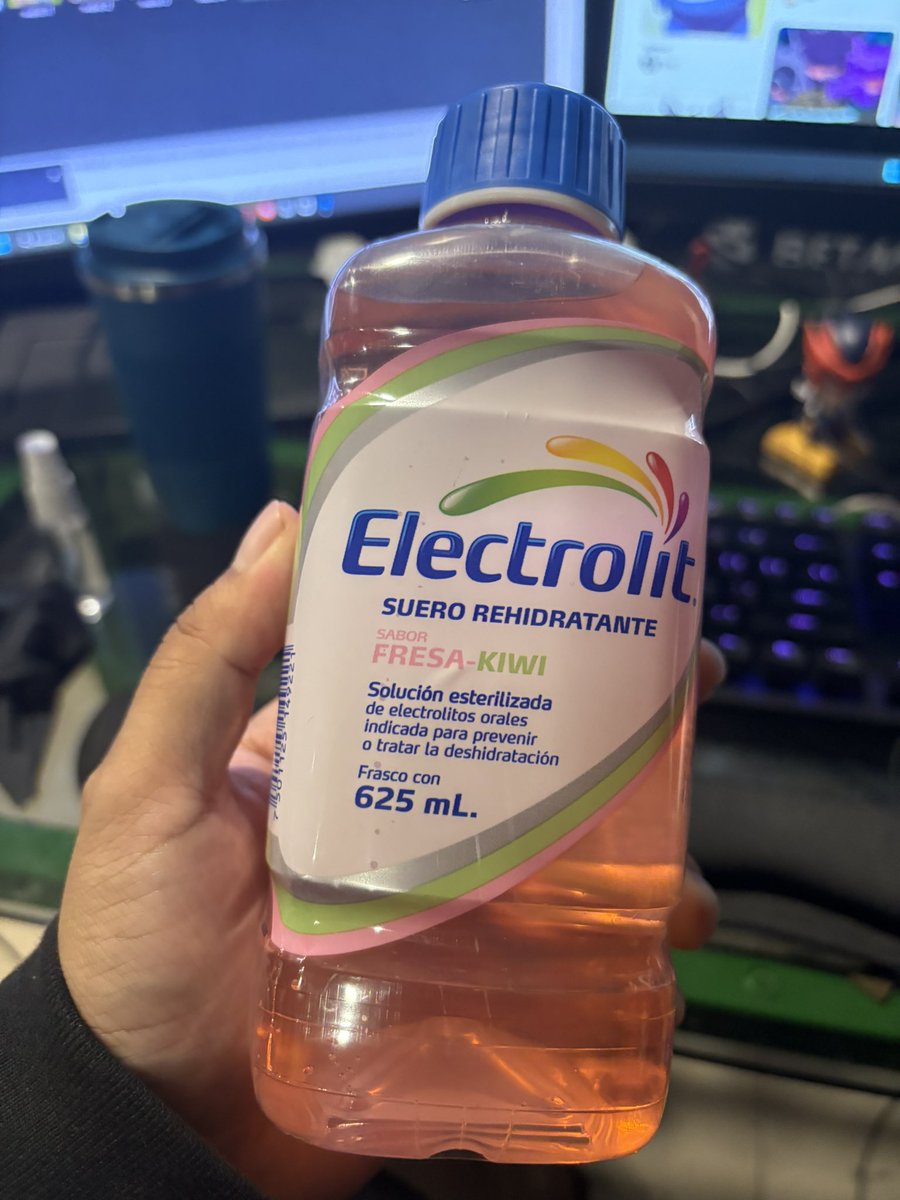 Electrolit
SUERO REHIDRATANTE
SABOR
FRESA-KIWI
Solución esterilizada
de electrolitos orales
indicada para prevenir
o tratar la deshidratación
Frasco con
625 mL.